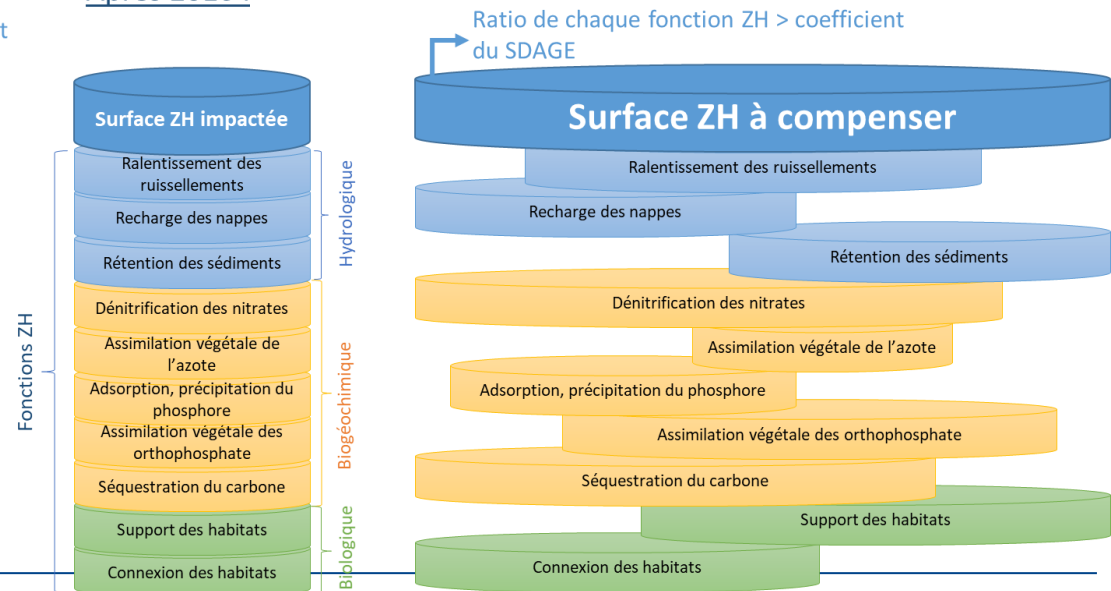 Ratio de chaque fonction ZH > coefficient
du SDAGE
t
Surface ZH impactée
Ralentissement des
ruissellements
Recharge des nappes
Rétention des sédiments
Dénitrification des nitrates
Assimilation végétale de
l'azote
Adsorption, précipitation du
phosphore
Assimilation végétale des
orthophosphate
Séquestration du carbone
Support des habitats
Connexion des habitats
Fonctions ZH
Hydrologique
Biogéochimique
Biologique
Surface ZH à compenser
Ralentissement des ruissellements
Recharge des nappes
Rétention des sédiments
Dénitrification des nitrates
Assimilation végétale de l'azote
Adsorption, précipitation du phosphore
Assimilation végétale des orthophosphate
Séquestration du carbone
Support des habitats
Connexion des habitats